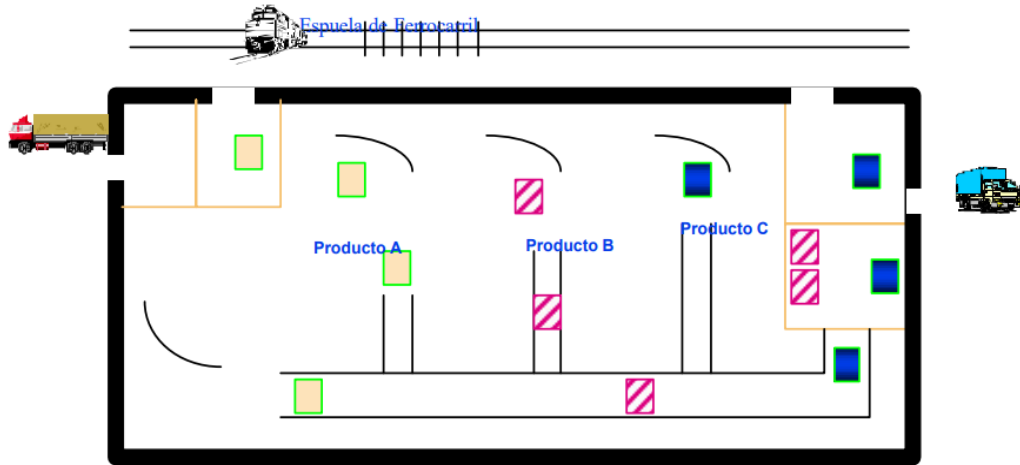 Espuela de Ferrocarril
Producto A
Producto B
Producto C